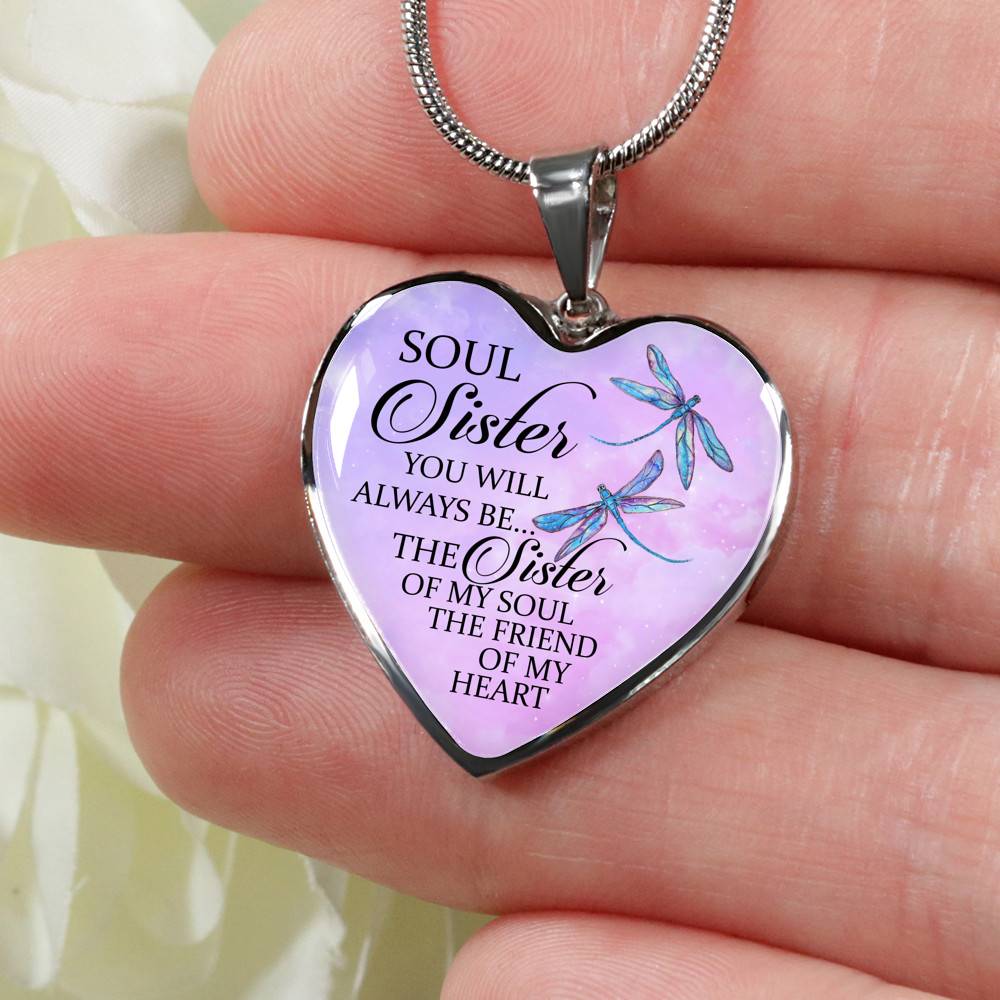 SOUL
Sister
YOU WILL
ALWAYS BE...
THE Sister
OF MY SOUL
THE FRIEND
OF MY
HEART